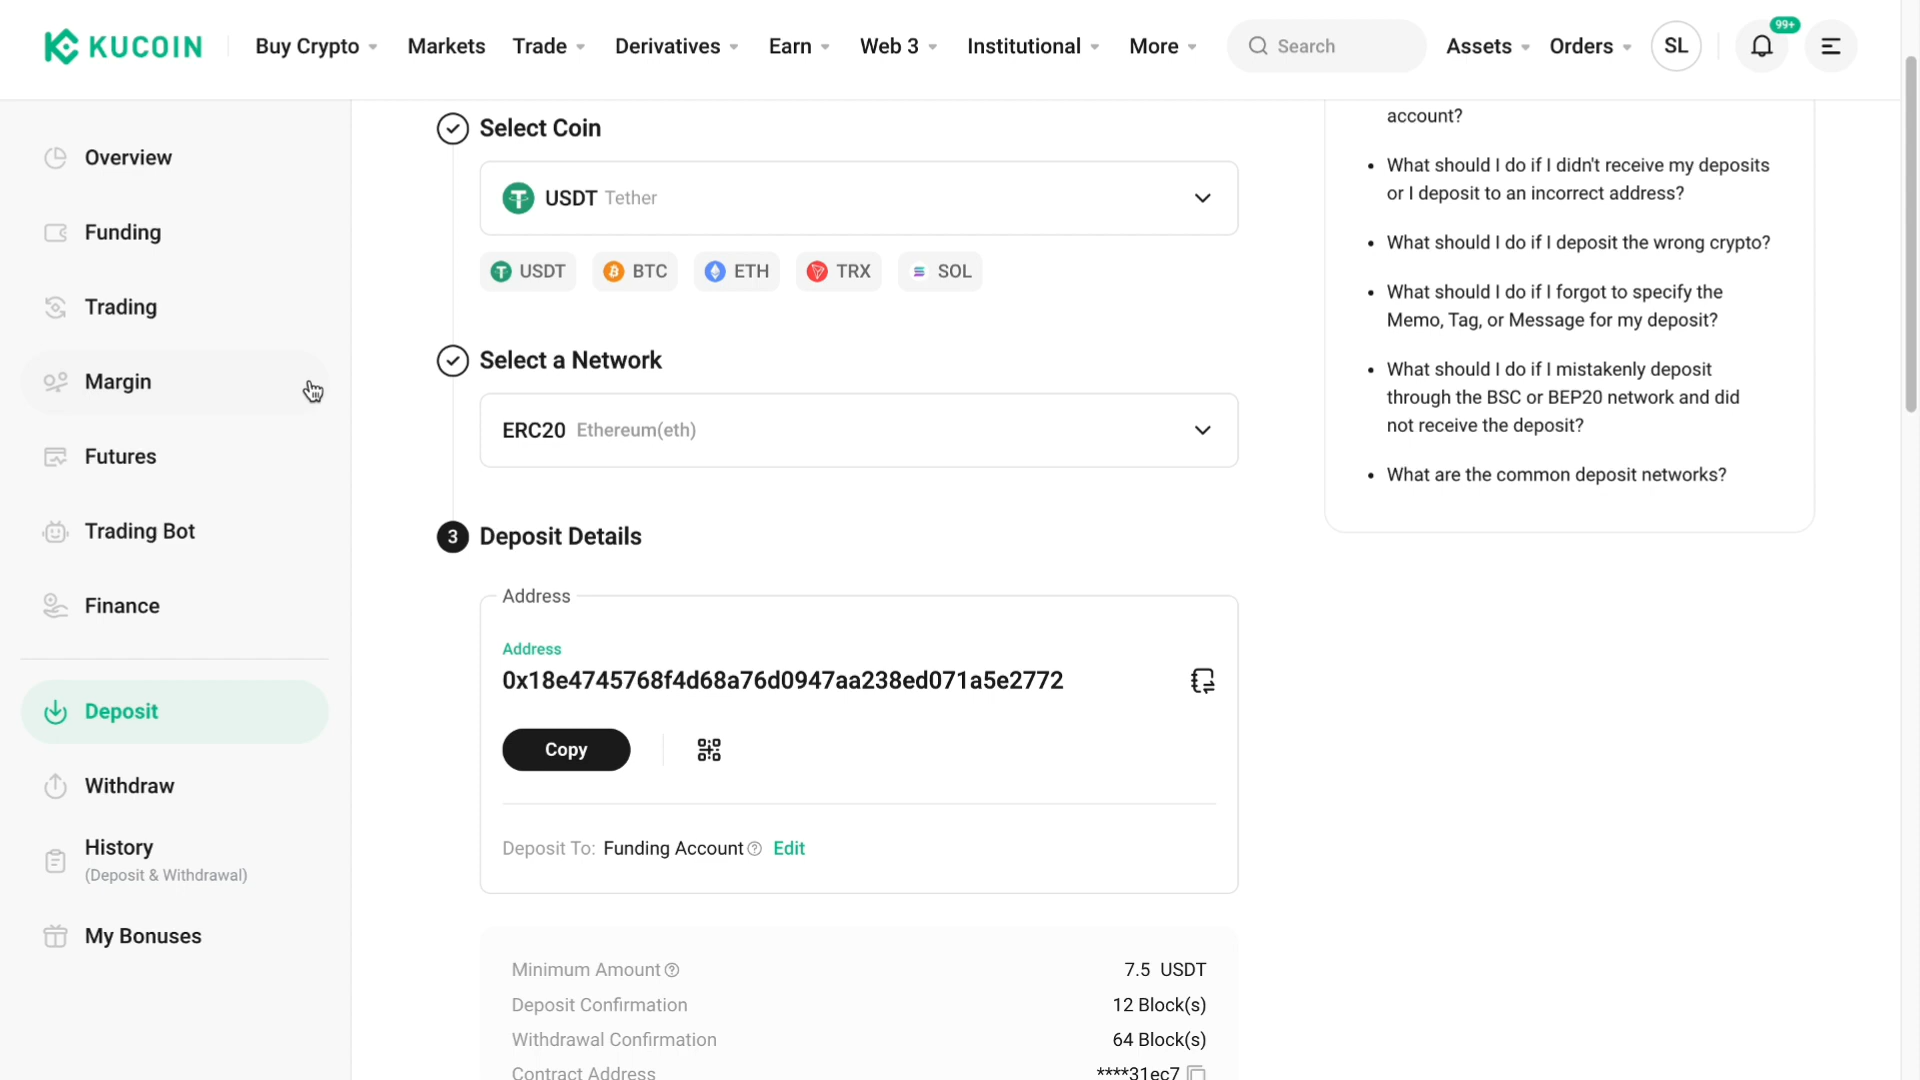 KUCOIN
Buy Crypto
Markets
Trade
Derivatives
Earn
Web 3
Institutional
More
Search
Assets
Orders
SL
99+
Overview
Funding
Trading
Margin
Futures
Trading Bot
Finance
Deposit
Withdraw
History
(Deposit & Withdrawal)
My Bonuses
Select Coin
USDT Tether
USDT
BTC
ETH
TRX
SOL
Select a Network
ERC20 Ethereum(eth)
3 Deposit Details
Address
Address
0x18e4745768f4d68a76d0947aa238ed071a5e2772
Copy
Deposit To: Funding Account Edit
Minimum Amount 7.5 USDT
Deposit Confirmation 12 Block(s)
Withdrawal Confirmation 64 Block(s)
Contract Address ****31ec7
account?
• What should I do if I didn't receive my deposits
or I deposit to an incorrect address?
• What should I do if I deposit the wrong crypto?
• What should I do if I forgot to specify the
Memo, Tag, or Message for my deposit?
• What should I do if I mistakenly deposit
through the BSC or BEP20 network and did
not receive the deposit?
• What are the common deposit networks?